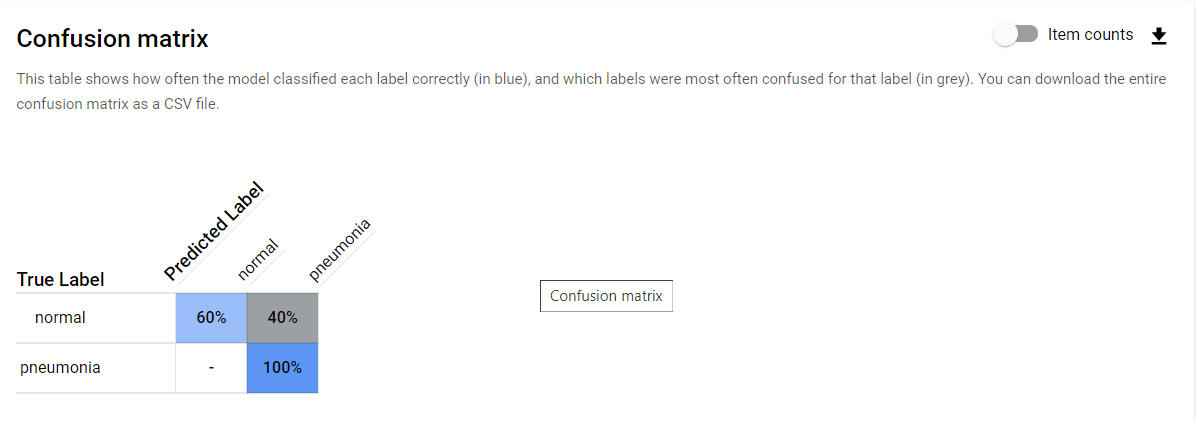 Confusion matrix
Item counts
This table shows how often the model classified each label correctly (in blue), and which labels were most often confused for that label (in grey). You can download the entire
confusion matrix as a CSV file.
Predicted Label
normal
pneumonia
True Label
normal 60% 40%
Confusion matrix
pneumonia - 100%